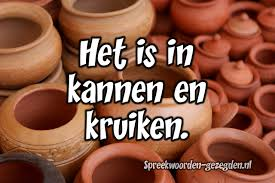 Het is in
kannen en
kruiken.
Spreekwoorden-gezegden.nl